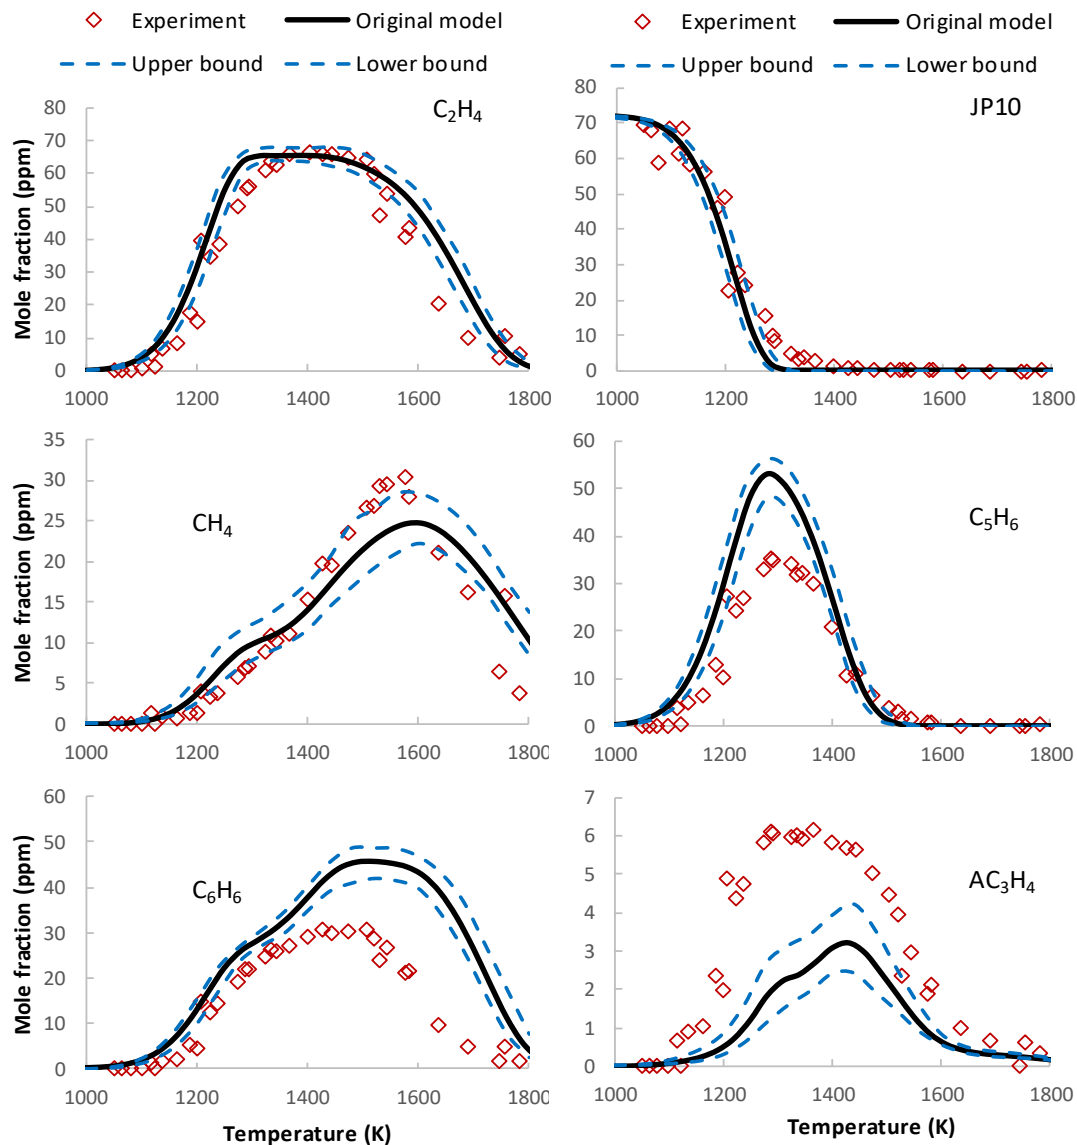 Experiment Original model
Upper bound Lower bound
Experiment Original model
Upper bound Lower bound
C₂H₄
80
70
60
50
40
30
20
10
0
Mole fraction (ppm)
1000 1200 1400 1600 1800
JP10
80
70
60
50
40
30
20
10
0
1000 1200 1400 1600 1800
CH₄
35
30
25
20
15
10
5
0
Mole fraction (ppm)
1000 1200 1400 1600 1800
C₅H₆
60
50
40
30
20
10
0
1000 1200 1400 1600 1800
C₆H₆
60
50
40
30
20
10
0
Mole fraction (ppm)
1000 1200 1400 1600 1800
Temperature (K)
AC₃H₄
7
6
5
4
3
2
1
0
1000 1200 1400 1600 1800
Temperature (K)